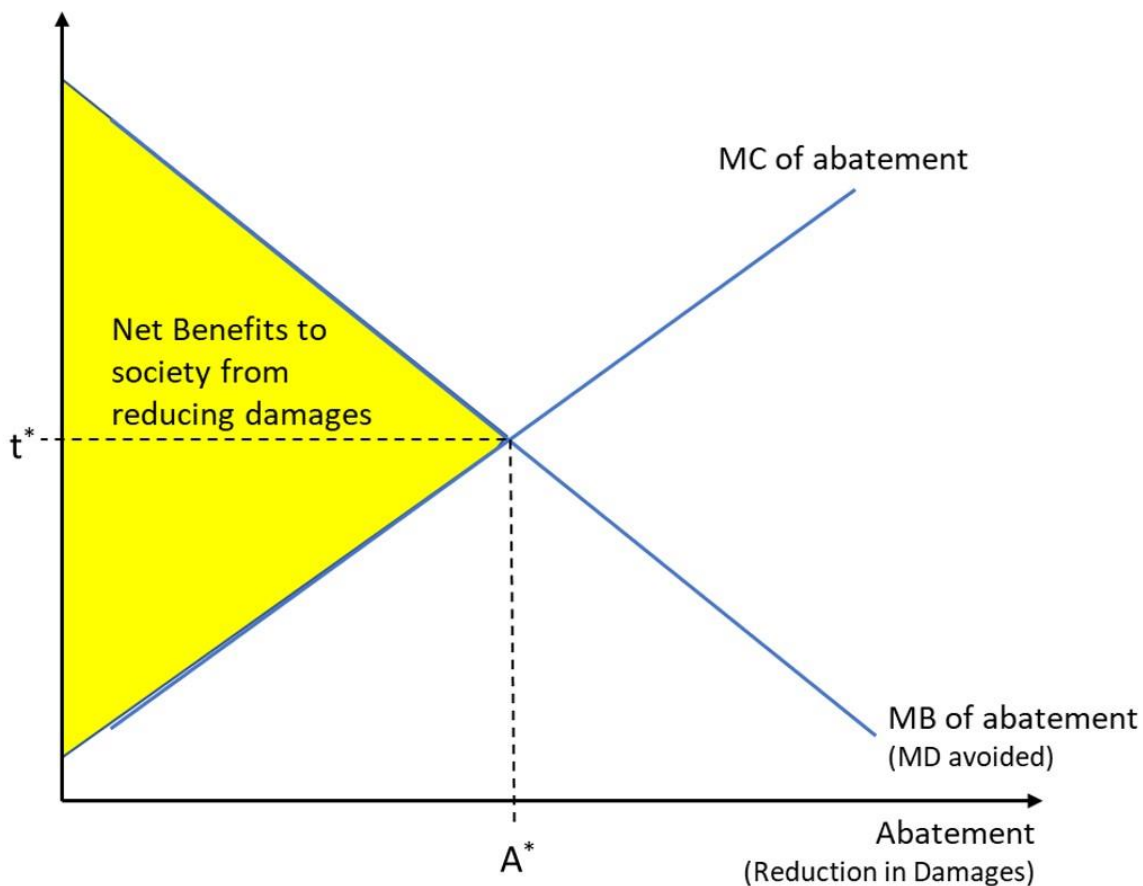 MC of abatement
Net Benefits to
society from
reducing damages
t*
MB of abatement
(MD avoided)
A*
Abatement
(Reduction in Damages)